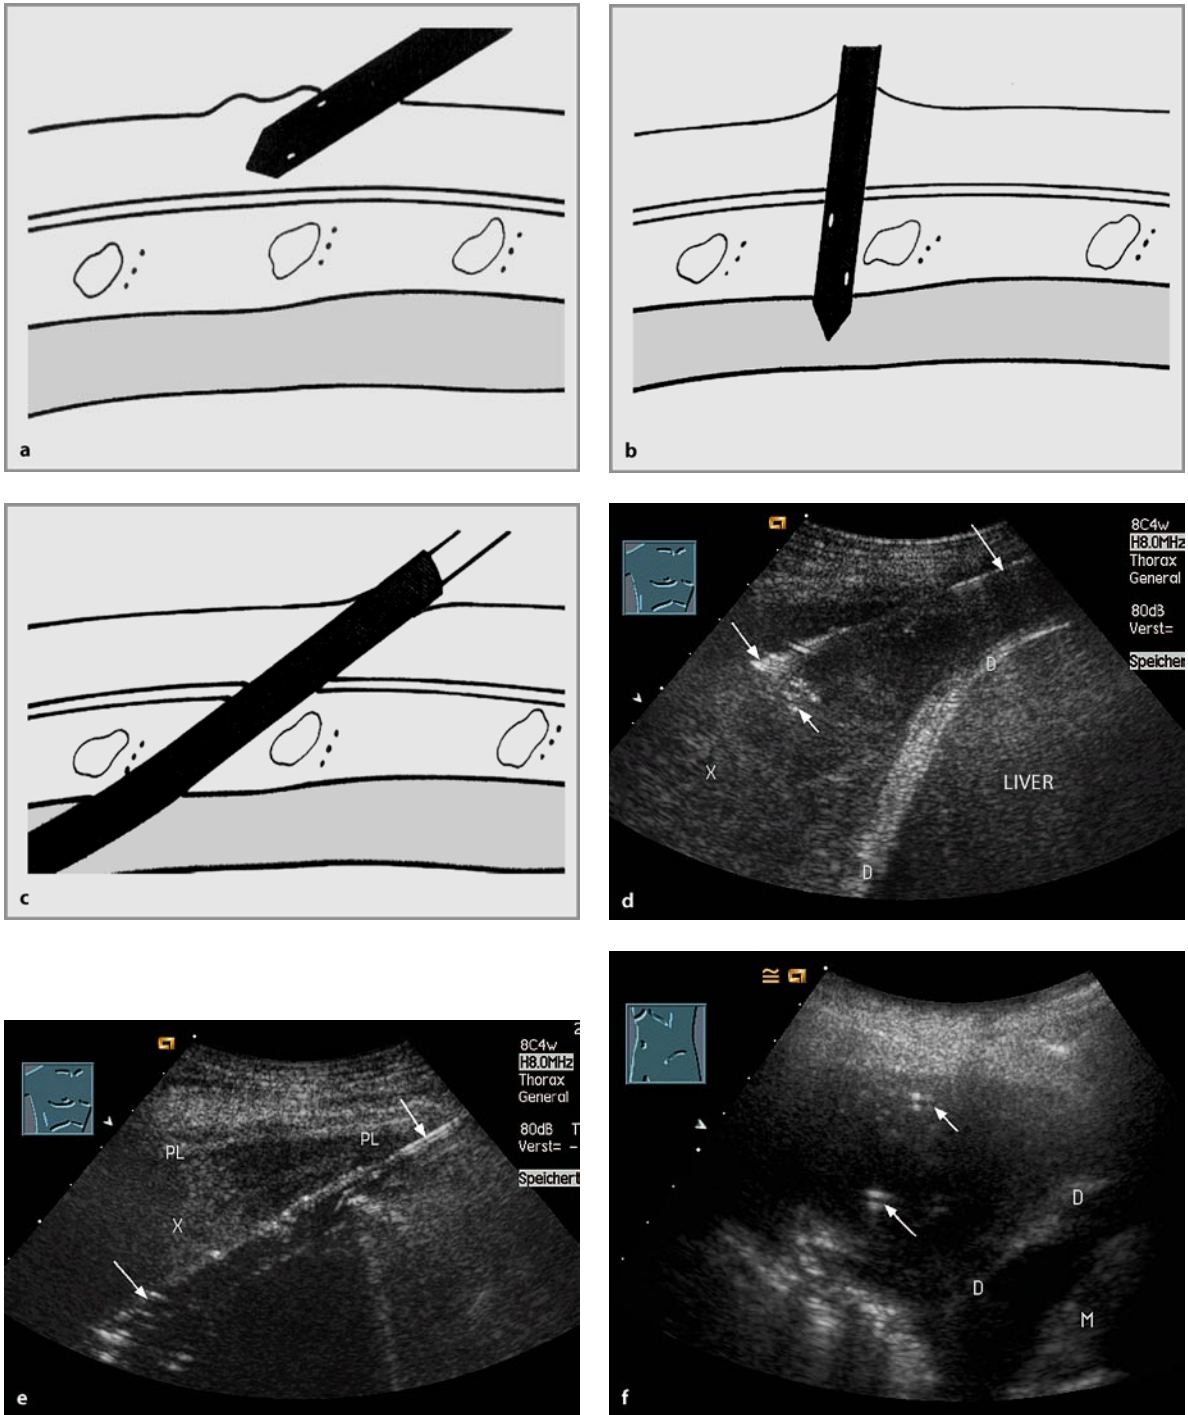 a
b
c
8C4w
H8.0MHz
Thorax
General
80dB
Verst=
Speicher
D
X
LIVER
D
d
2
8C4w
H8.0MHz
Thorax
General
80dB T
Verst= -
Speichert
PL
PL
X
e
D
D
M
f